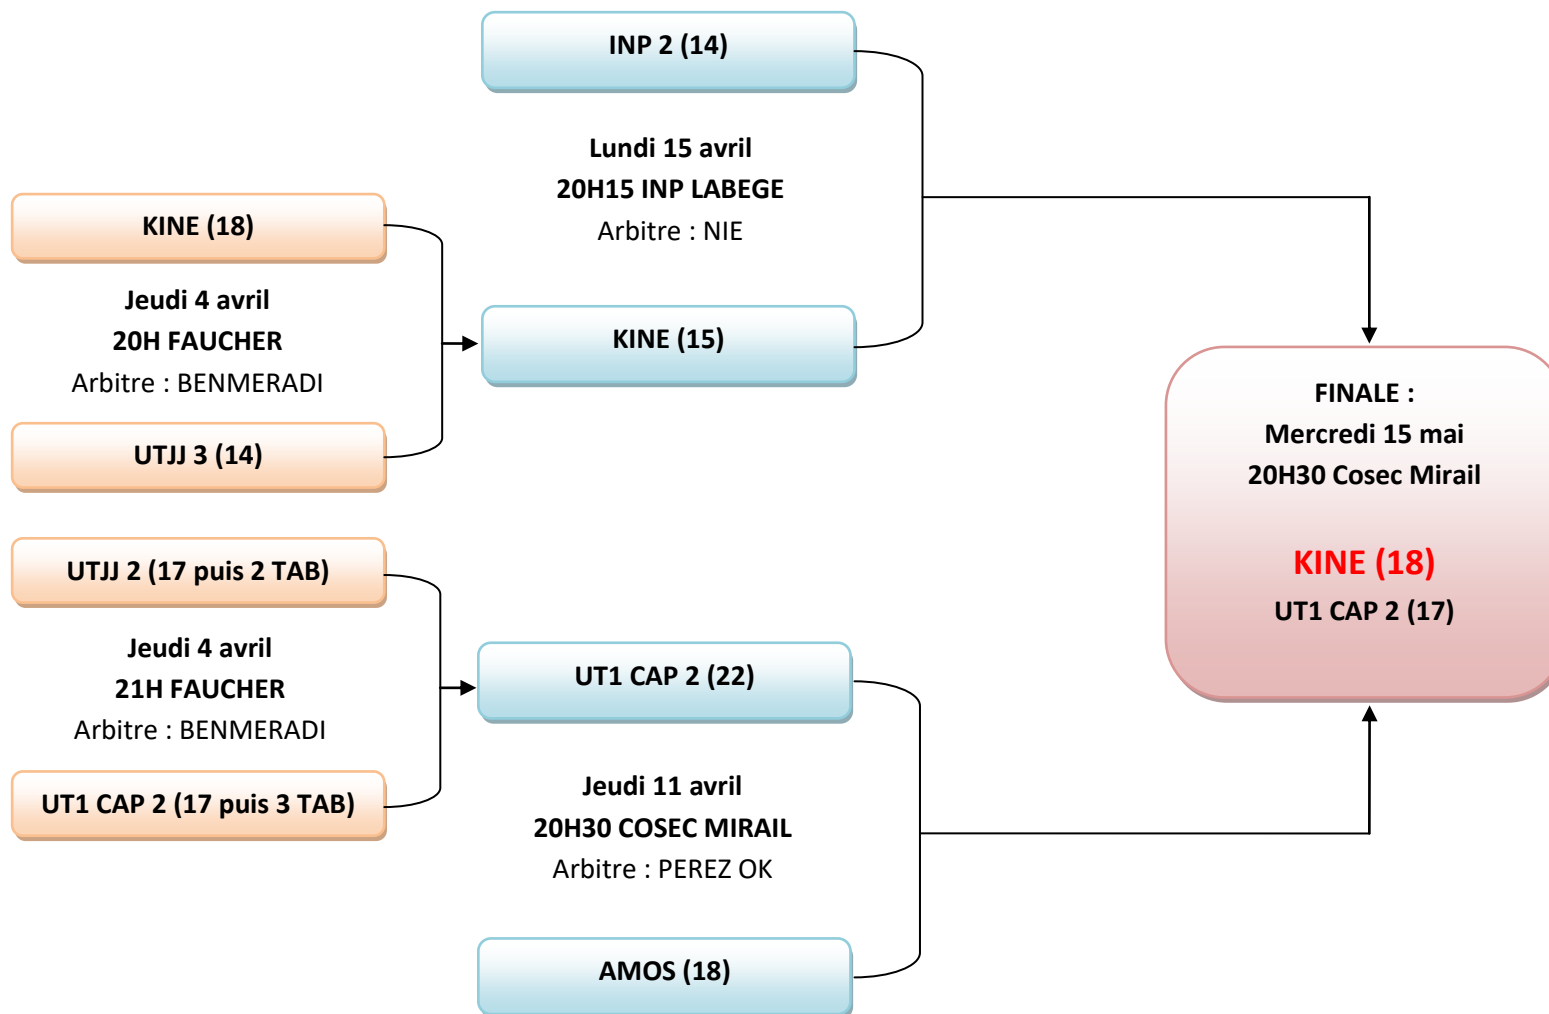 INP 2 (14)
Lundi 15 avril
20H15 INP LABEGE
Arbitre : NIE
KINE (18)
Jeudi 4 avril
20H FAUCHER
Arbitre : BENMERADI
KINE (15)
UTJJ 3 (14)
FINALE :
Mercredi 15 mai
20H30 Cosec Mirail
KINE (18)
UT1 CAP 2 (17)
UTJJ 2 (17 puis 2 TAB)
Jeudi 4 avril
21H FAUCHER
Arbitre : BENMERADI
UT1 CAP 2 (17 puis 3 TAB)
UT1 CAP 2 (22)
Jeudi 11 avril
20H30 COSEC MIRAIL
Arbitre : PEREZ OK
AMOS (18)